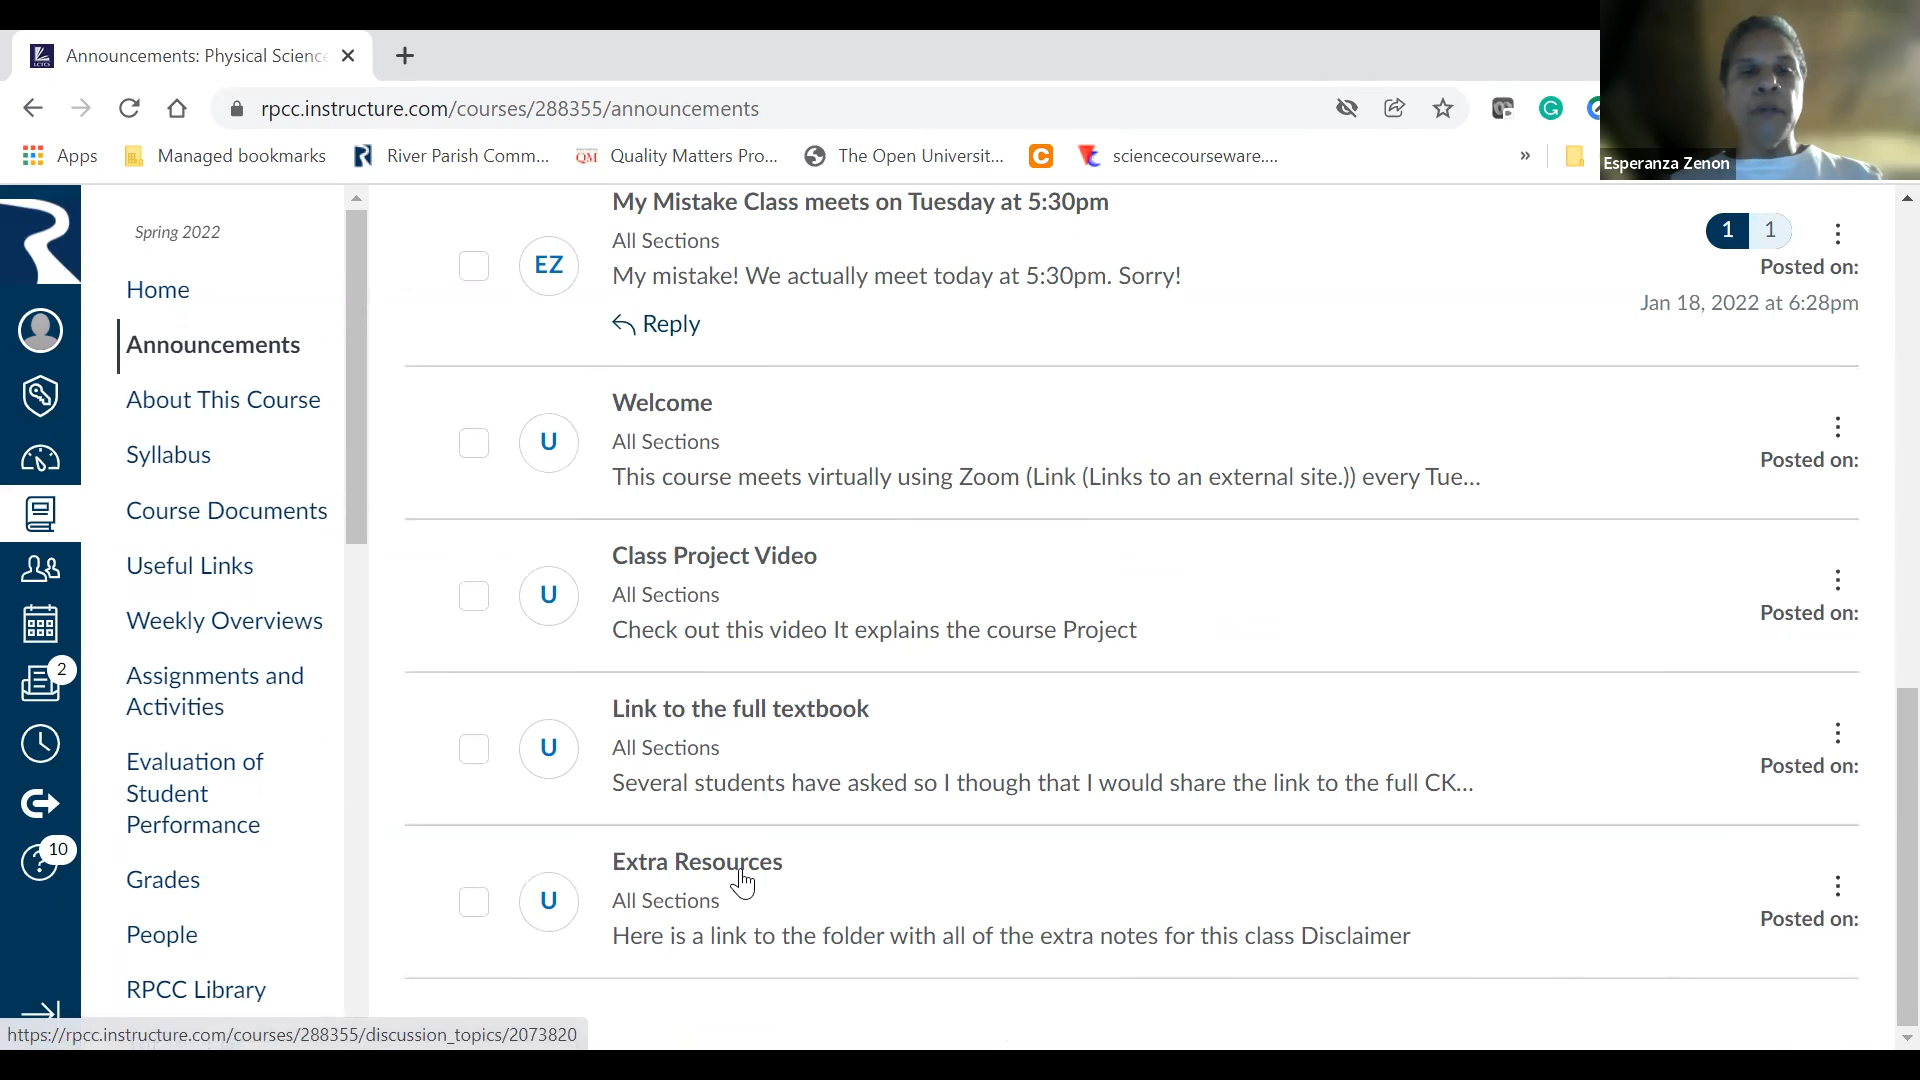 Announcements: Physical Science
rpcc.instructure.com/courses/288355/announcements
Apps
Managed bookmarks
River Parish Comm...
QM
Quality Matters Pro...
The Open Universit...
C
sciencecourseware....
»
Esperanza Zenon
Spring 2022
Home
Announcements
About This Course
Syllabus
Course Documents
Useful Links
Weekly Overviews
Assignments and
Activities
Evaluation of
Student
Performance
Grades
People
RPCC Library
2
10
My Mistake Class meets on Tuesday at 5:30pm
All Sections
EZ
My mistake! We actually meet today at 5:30pm. Sorry!
Reply
1 1
Posted on:
Jan 18, 2022 at 6:28pm
Welcome
All Sections
U
This course meets virtually using Zoom (Link (Links to an external site.)) every Tue...
Posted on:
Class Project Video
All Sections
U
Check out this video It explains the course Project
Posted on:
Link to the full textbook
All Sections
U
Several students have asked so I though that I would share the link to the full CK...
Posted on:
Extra Resources
All Sections
U
Here is a link to the folder with all of the extra notes for this class Disclaimer
Posted on:
https://rpcc.instructure.com/courses/288355/discussion_topics/2073820